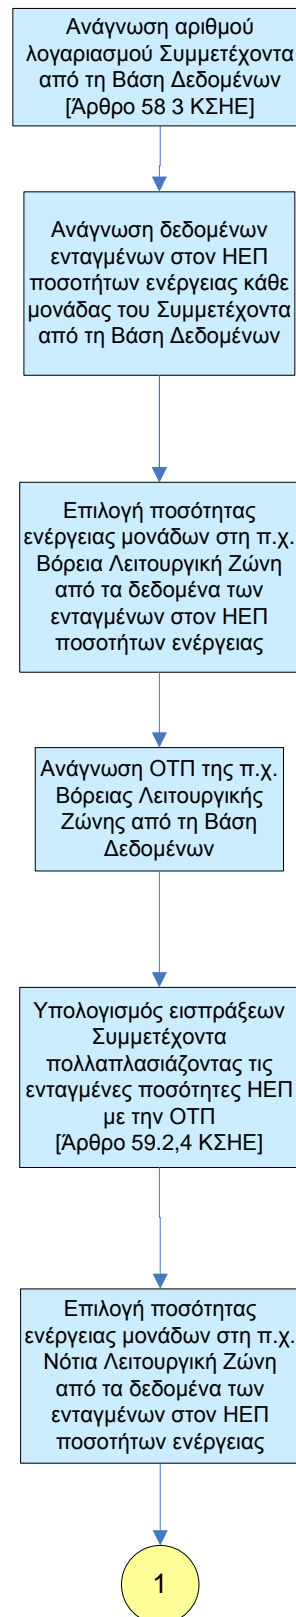 Ανάγνωση αριθμού
λογαριασμού Συμμετέχοντα
από τη Βάση Δεδομένων
[Άρθρο 58 3 ΚΣΗΕ]
Ανάγνωση δεδομένων
ενταγμένων στον ΗΕΠ
ποσοτήτων ενέργειας κάθε
μονάδας του Συμμετέχοντα
από τη Βάση Δεδομένων
Επιλογή ποσότητας
ενέργειας μονάδων στη π.χ.
Βόρεια Λειτουργική Ζώνη
από τα δεδομένα των
ενταγμένων στον ΗΕΠ
ποσοτήτων ενέργειας
Ανάγνωση ΟΤΠ της π.χ.
Βόρειας Λειτουργικής
Ζώνης από τη Βάση
Δεδομένων
Υπολογισμός εισπράξεων
Συμμετέχοντα
πολλαπλασιάζοντας τις
ενταγμένες ποσότητες ΗΕΠ
με την ΟΤΠ
[Άρθρο 59.2,4 ΚΣΗΕ]
Επιλογή ποσότητας
ενέργειας μονάδων στη π.χ.
Νότια Λειτουργική Ζώνη
από τα δεδομένα των
ενταγμένων στον ΗΕΠ
ποσοτήτων ενέργειας
1